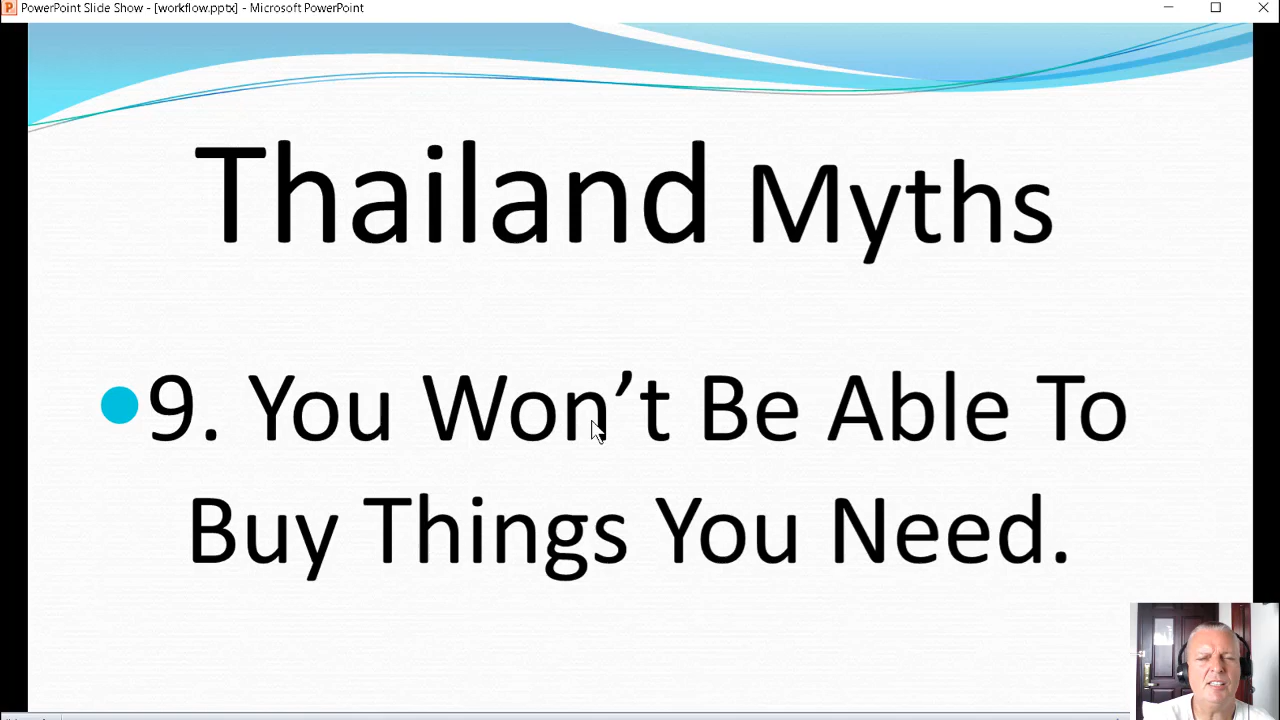 PowerPoint Slide Show - [workflow.pptx] - Microsoft PowerPoint
Thailand Myths
9. You Won’t Be Able To
Buy Things You Need.